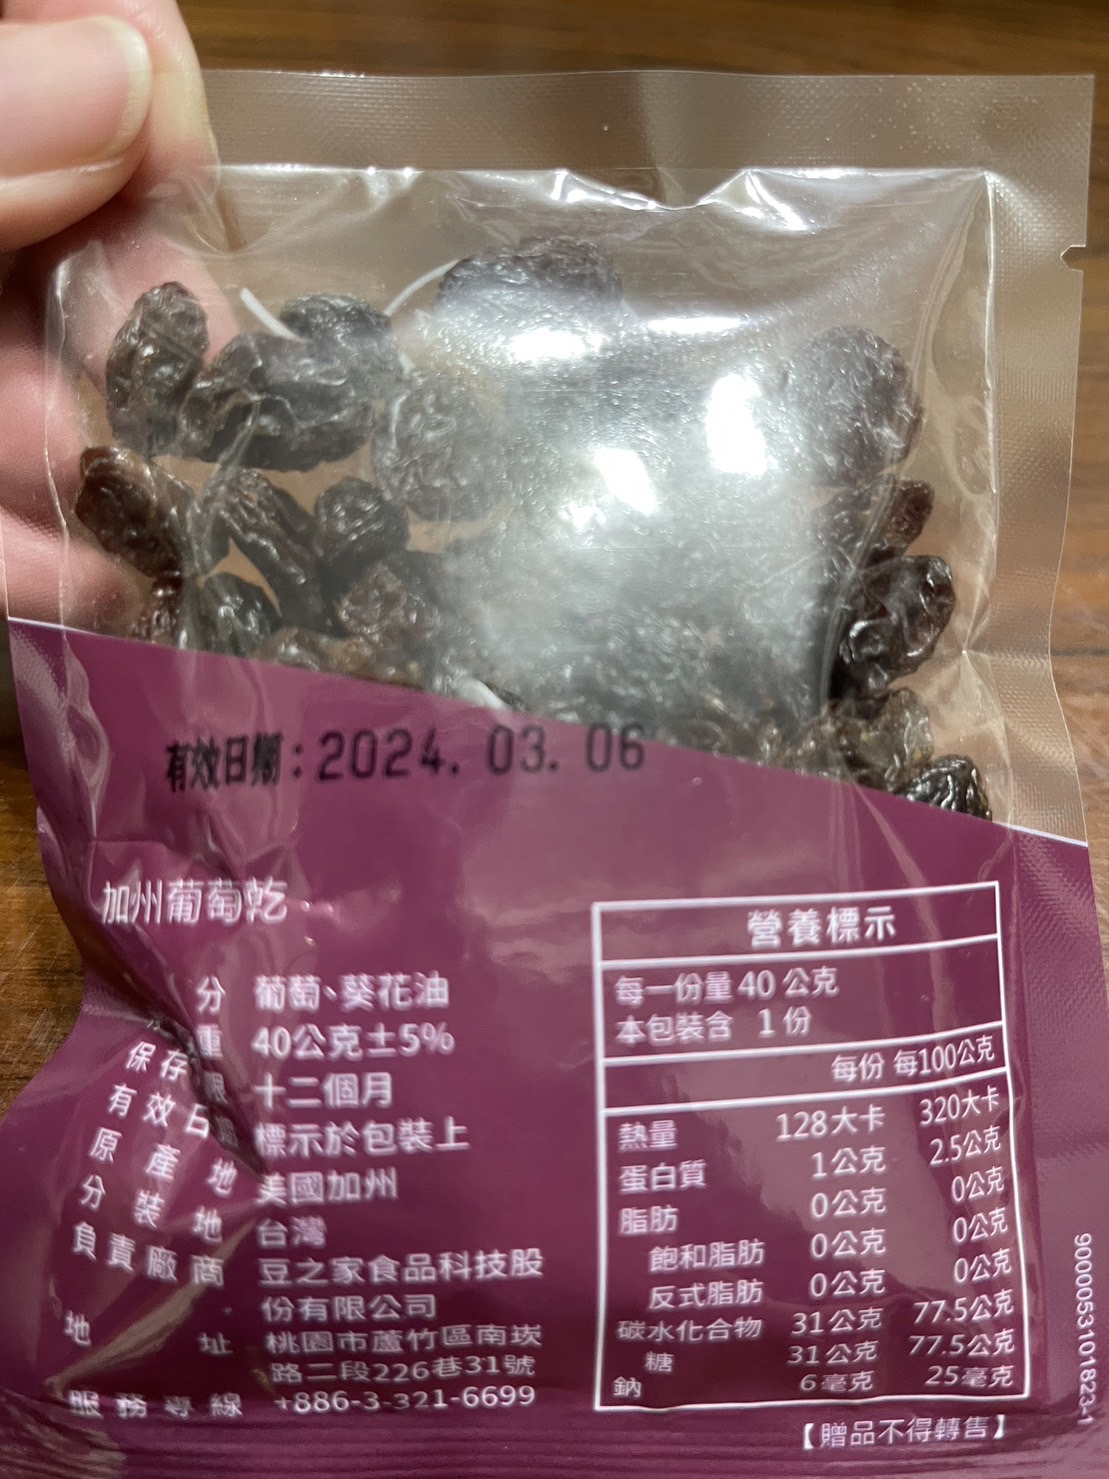 有效日期:2024. 03. 06
加州葡萄乾
分 葡萄、葵花油
重 40公克±5%
保存 限 十二個月
有效日期 標示於包裝上
原產地 美國加州
分裝地 台灣
負責廠商 豆之家食品科技股
份有限公司
地址 桃園市蘆竹區南崁
路二段226巷31號
服務專線 +886-3-321-6699
營養標示
每一份量 40 公克
本包裝含 1 份
每份 每100公克
熱量 128大卡 320大卡
蛋白質 1公克 2.5公克
脂肪 0公克 0公克
飽和脂肪 0公克 0公克
反式脂肪 0公克 0公克
碳水化合物 31公克 77.5公克
糖 31公克 77.5公克
鈉 6毫克 25毫克
【贈品不得轉售】
9000053101823-1